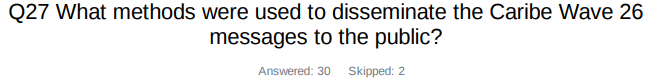 Q27 What methods were used to disseminate the Caribe Wave 26
messages to the public?
Answered: 30 Skipped: 2